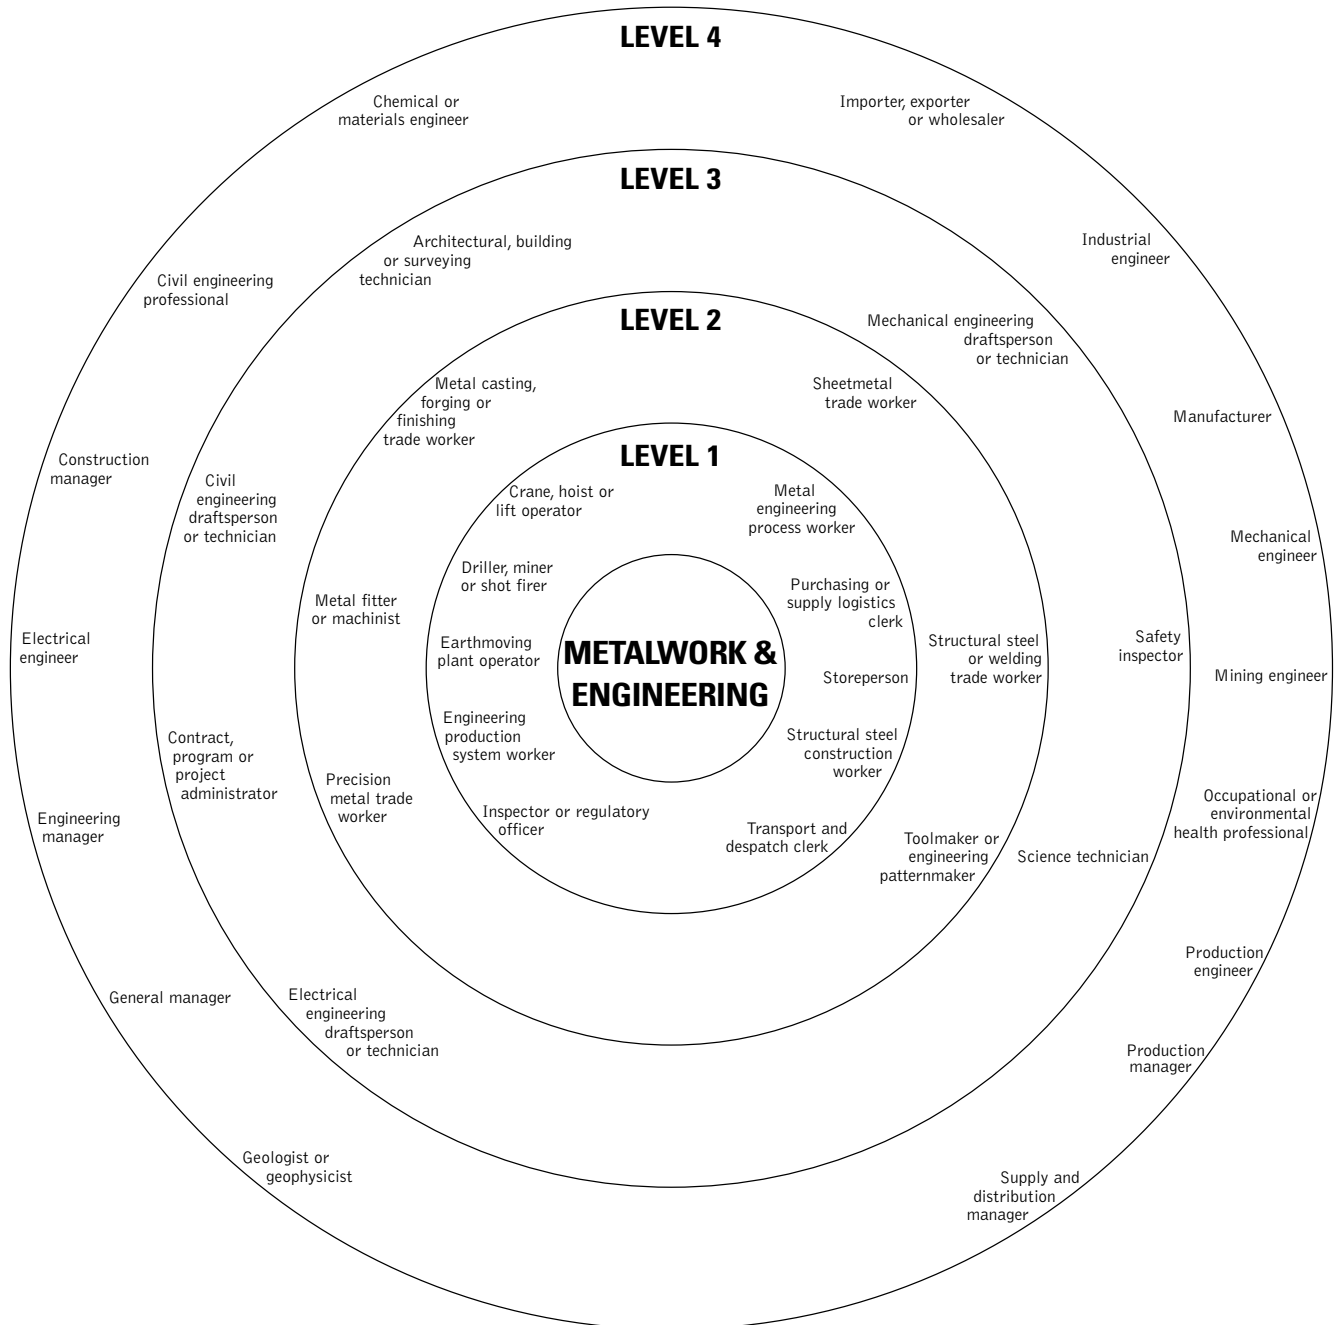 LEVEL 4
Chemical or
materials engineer
Importer, exporter
or wholesaler
Civil engineering
professional
Industrial
engineer
Construction
manager
Manufacturer
Electrical
engineer
Mechanical
engineer
Engineering
manager
Mining engineer
General manager
Occupational or
environmental
health professional
Geologist or
geophysicist
Production
engineer
Production
manager
Supply and
distribution
manager
LEVEL 3
Architectural, building
or surveying
technician
Mechanical engineering
draftsperson
or technician
Civil
engineering
draftsperson
or technician
Safety
inspector
Contract,
program or
project
administrator
Science technician
Electrical
engineering
draftsperson
or technician
LEVEL 2
Metal casting,
forging or
finishing
trade worker
Sheetmetal
trade worker
Metal fitter
or machinist
Structural steel
or welding
trade worker
Precision
metal trade
worker
Toolmaker or
engineering
patternmaker
LEVEL 1
Crane, hoist or
lift operator
Metal
engineering
process worker
Driller, miner
or shot firer
Purchasing or
supply logistics
clerk
Earthmoving
plant operator
Storeperson
Engineering
production
system worker
Structural steel
construction
worker
Inspector or regulatory
officer
Transport and
despatch clerk
METALWORK &
ENGINEERING